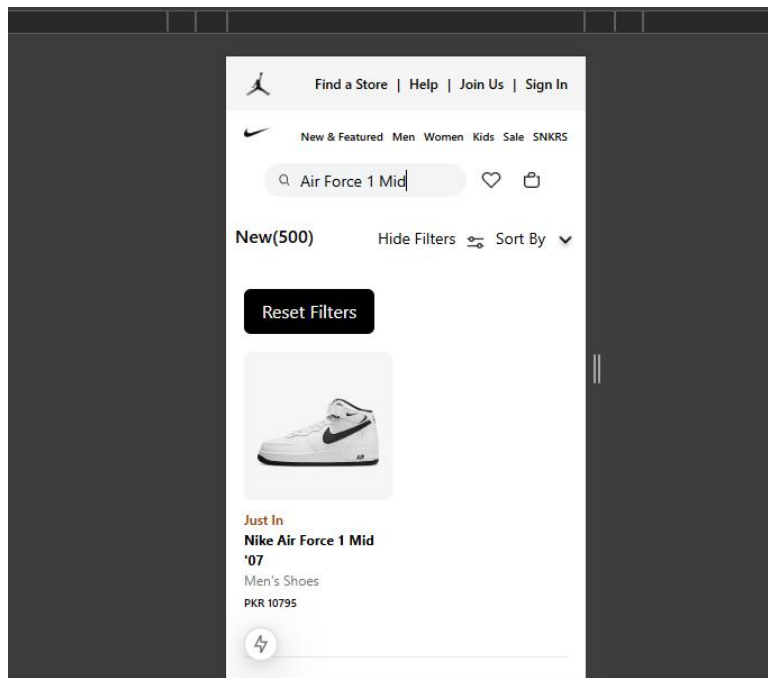 Find a Store | Help | Join Us | Sign In
New & Featured Men Women Kids Sale SNKRS
Air Force 1 Mid
New(500)
Hide Filters
Sort By
Reset Filters
AIR
Just In
Nike Air Force 1 Mid
'07
Men's Shoes
PKR 10795